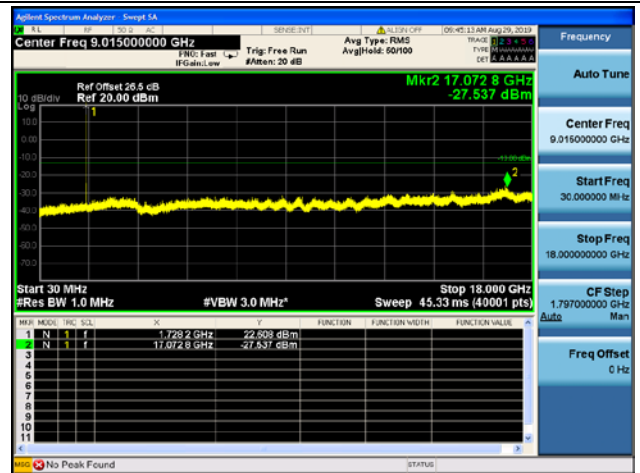 Agilent Spectrum Analyzer - Swept SA
RL RF 50 Ω AC SENSE:INT ALIGN OFF 09:45:13 AM Aug 29, 2019
Center Freq 9.015000000 GHz
PNO: Fast Trig: Free Run Avg Type: RMS TRACE 1 2 3 4 5 6
IFGain:Low #Atten: 20 dB Avg|Hold: 50/100 TYPE M
DET A A A A A A
Mkr2 17.072 8 GHz
-27.537 dBm
Ref Offset 26.5 dB
10 dB/div Ref 20.00 dBm
Log
10.0
0.00
-10.0
-20.0
-30.0
-40.0
-50.0
-60.0
-70.0
1
-13.00 dBm
2
Start 30 MHz Stop 18.000 GHz
#Res BW 1.0 MHz #VBW 3.0 MHz* Sweep 45.33 ms (40001 pts)
MKR MODE TRC SCL X Y FUNCTION FUNCTION WIDTH FUNCTION VALUE
1 N 1 f 1.728 2 GHz 22.608 dBm
2 N 1 f 17.072 8 GHz -27.537 dBm
3
4
5
6
7
8
9
10
11
MSG No Peak Found STATUS
Frequency
Auto Tune
Center Freq
9.015000000 GHz
Start Freq
30.000000 MHz
Stop Freq
18.000000000 GHz
CF Step
1.797000000 GHz
Auto Man
Freq Offset
0 Hz